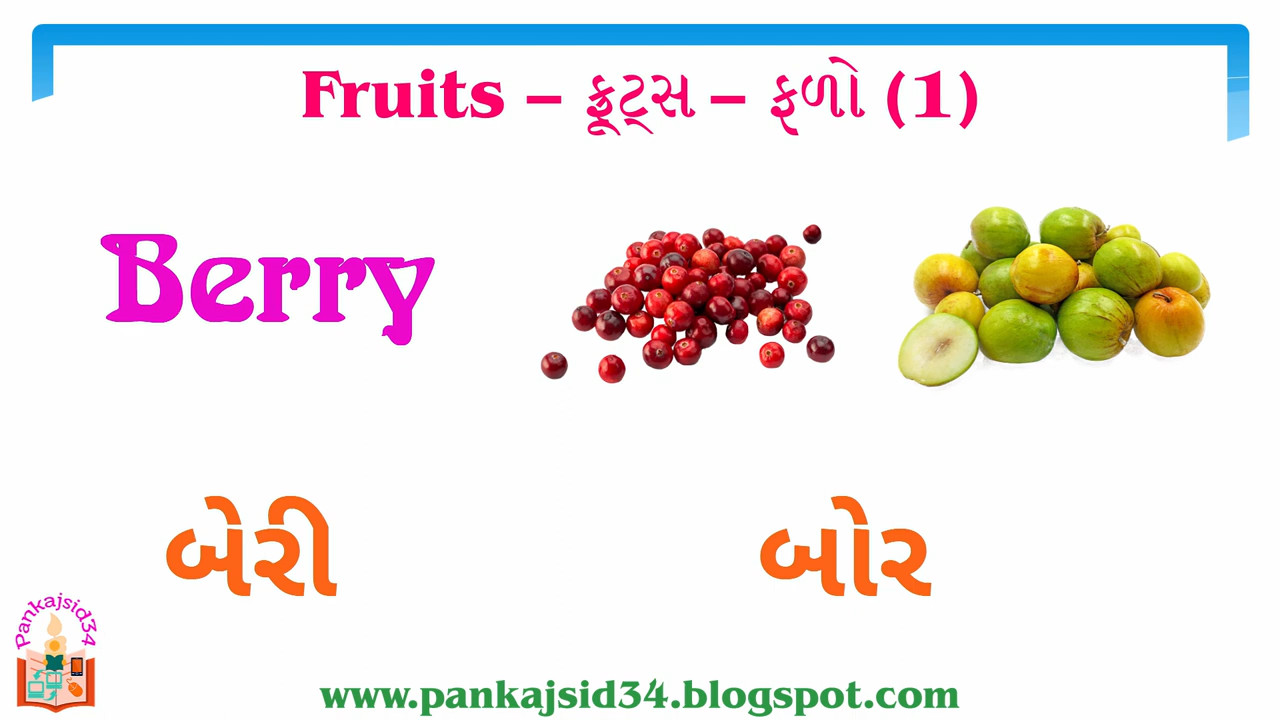 Fruits – ફ્રૂટ્સ – ફળો (1)
Berry
બેરી
બોર
Pankajsid34
www.pankajsid34.blogspot.com